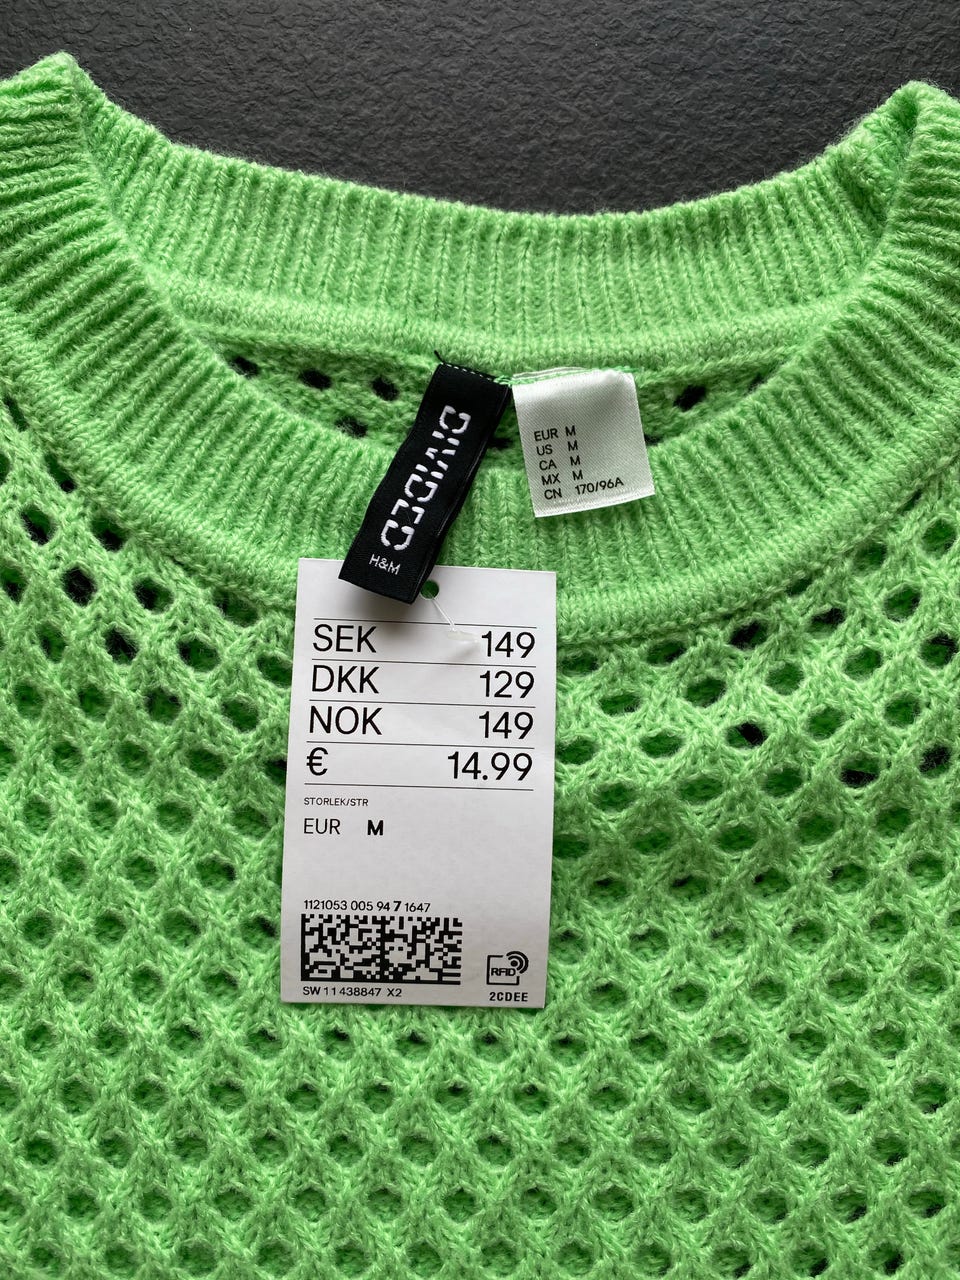 DIVIDED
H&M
EUR M
US M
CA M
MX M
CN 170/96A
SEK 149
DKK 129
NOK 149
€ 14.99
STORLEK/STR
EUR M
1121053 005 94 7 1647
SW 11 438847 X2
RFID
2CDEE